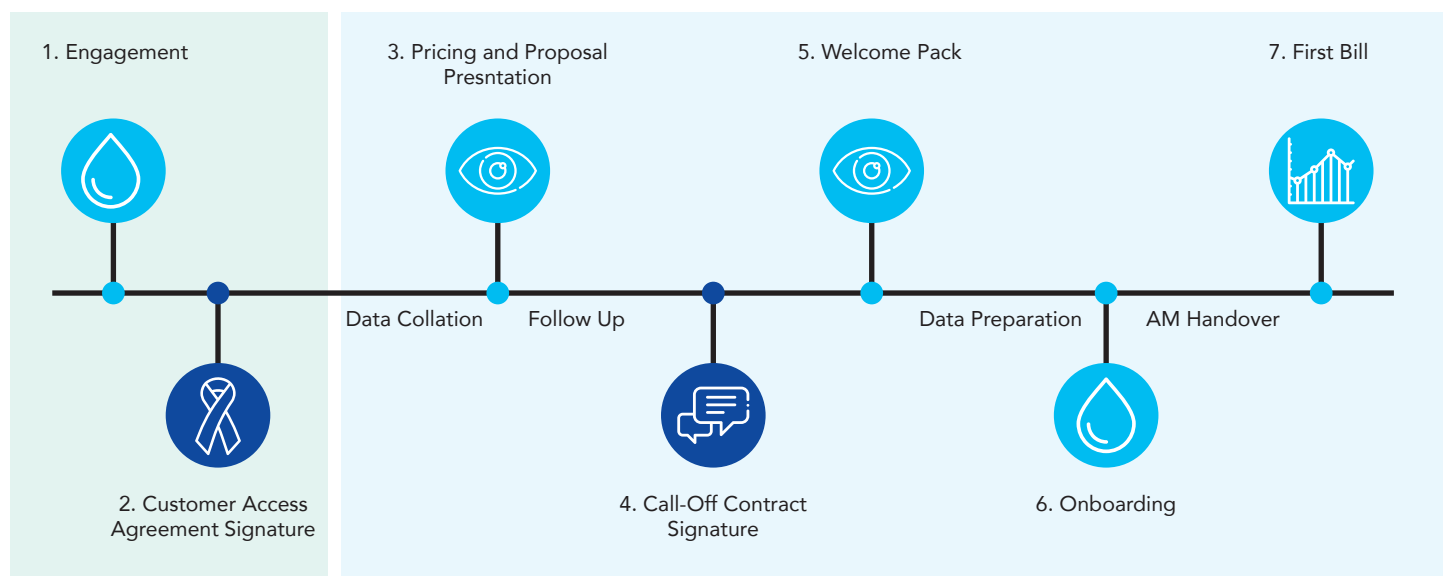 1. Engagement
3. Pricing and Proposal
Presntation
5. Welcome Pack
7. First Bill
Data Collation
Follow Up
Data Preparation
AM Handover
2. Customer Access
Agreement Signature
4. Call-Off Contract
Signature
6. Onboarding